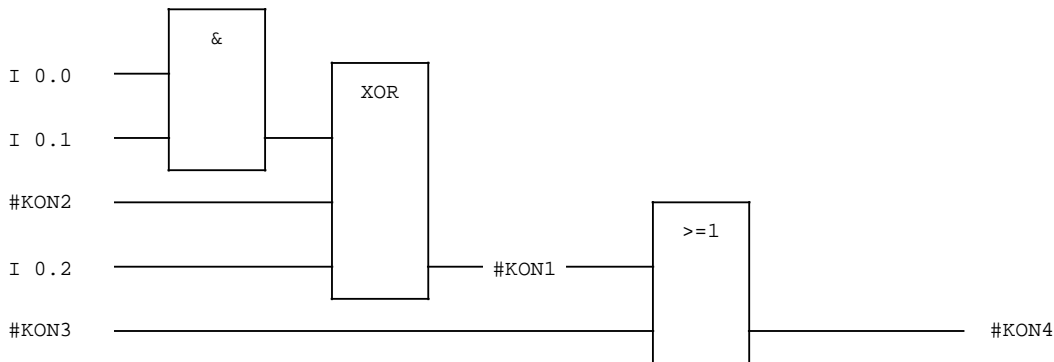 &
I 0.0
XOR
I 0.1
#KON2
>=1
I 0.2
#KON1
#KON3
#KON4